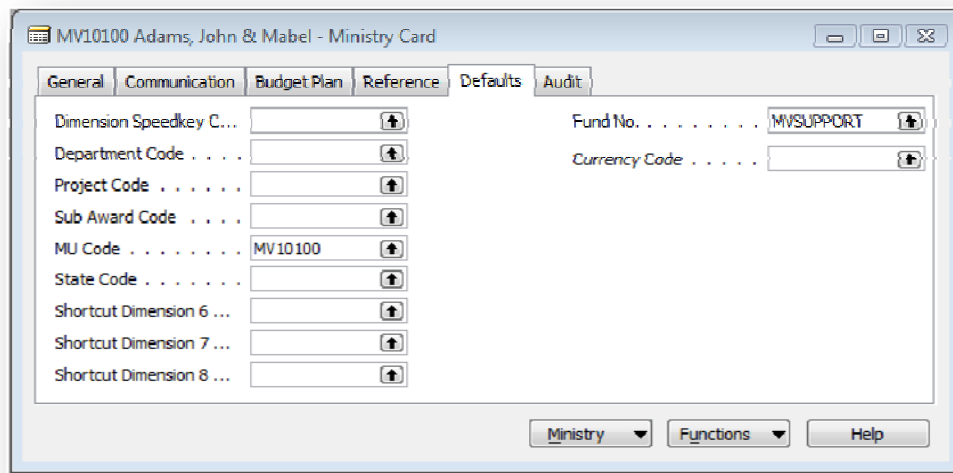 MV10100 Adams, John & Mabel - Ministry Card
General Communication Budget Plan Reference Defaults Audit
Dimension Speedkey C...
Fund No. . . . . . . . . . MVSUPPORT
Department Code . . . .
Currency Code . . . . .
Project Code . . . . . .
Sub Award Code . . . .
MU Code . . . . . . . . MV10100
State Code . . . . . . .
Shortcut Dimension 6 ...
Shortcut Dimension 7 ...
Shortcut Dimension 8 ...
Ministry Functions Help